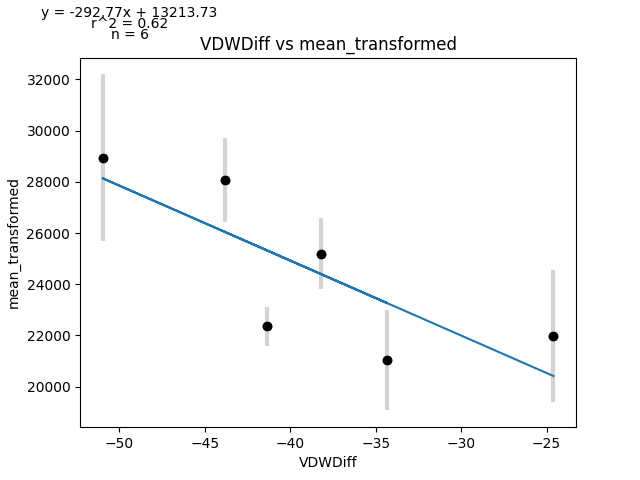 y = -292.77x + 13213.73
r^2 = 0.62
n = 6
VDWDiff vs mean_transformed
mean_transformed
32000
30000
28000
26000
24000
22000
20000
−50
−45
−40
−35
−30
−25
VDWDiff